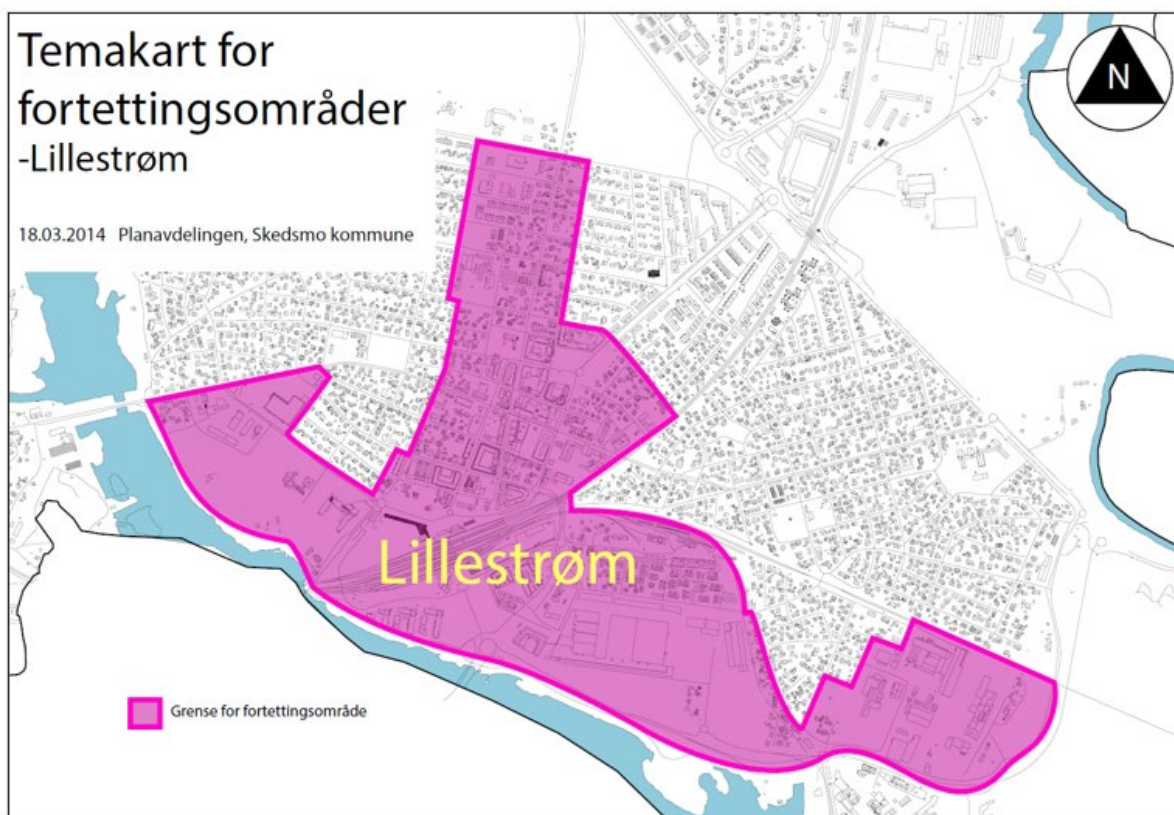 Temakart for
fortettingsområder
-Lillestrøm
18.03.2014 Planavdelingen, Skedsmo kommune
N
Lillestrøm
Grense for fortettingsområde